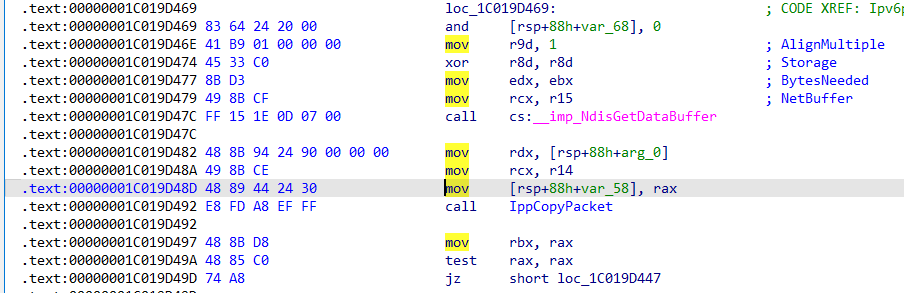 .text:00000001C019D469 loc_1C019D469: ; CODE XREF: Ipv6p
.text:00000001C019D469 83 64 24 20 00 and [rsp+88h+var_68], 0
.text:00000001C019D46E 41 B9 01 00 00 00 mov r9d, 1 ; AlignMultiple
.text:00000001C019D474 45 33 C0 xor r8d, r8d ; Storage
.text:00000001C019D477 8B D3 mov edx, ebx ; BytesNeeded
.text:00000001C019D479 49 8B CF mov rcx, r15 ; NetBuffer
.text:00000001C019D47C FF 15 1E 0D 07 00 call cs:__imp_NdisGetDataBuffer
.text:00000001C019D47C
.text:00000001C019D482 48 8B 94 24 90 00 00 00 mov rdx, [rsp+88h+arg_0]
.text:00000001C019D48A 49 8B CE mov rcx, r14
.text:00000001C019D48D 48 89 44 24 30 mov [rsp+88h+var_58], rax
.text:00000001C019D492 E8 FD A8 EF FF call IppCopyPacket
.text:00000001C019D492
.text:00000001C019D497 48 8B D8 mov rbx, rax
.text:00000001C019D49A 48 85 C0 test rax, rax
.text:00000001C019D49D 74 A8 jz short loc_1C019D447